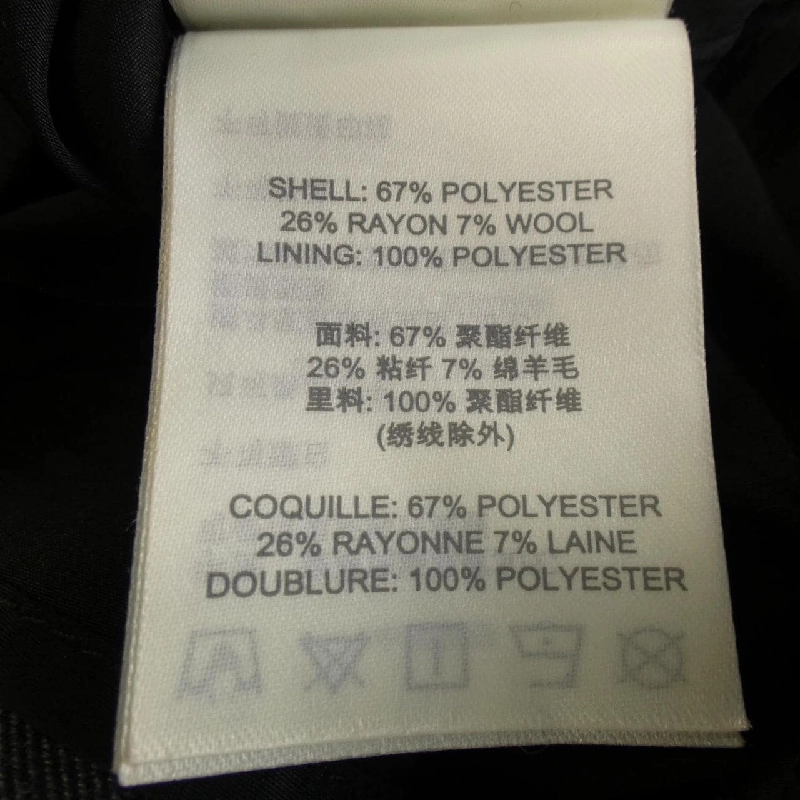 SHELL: 67% POLYESTER
26% RAYON 7% WOOL
LINING: 100% POLYESTER
面料: 67% 聚酯纤维
26% 粘纤 7% 绵羊毛
里料: 100% 聚酯纤维
(绣线除外)
COQUILLE: 67% POLYESTER
26% RAYONNE 7% LAINE
DOUBLURE: 100% POLYESTER